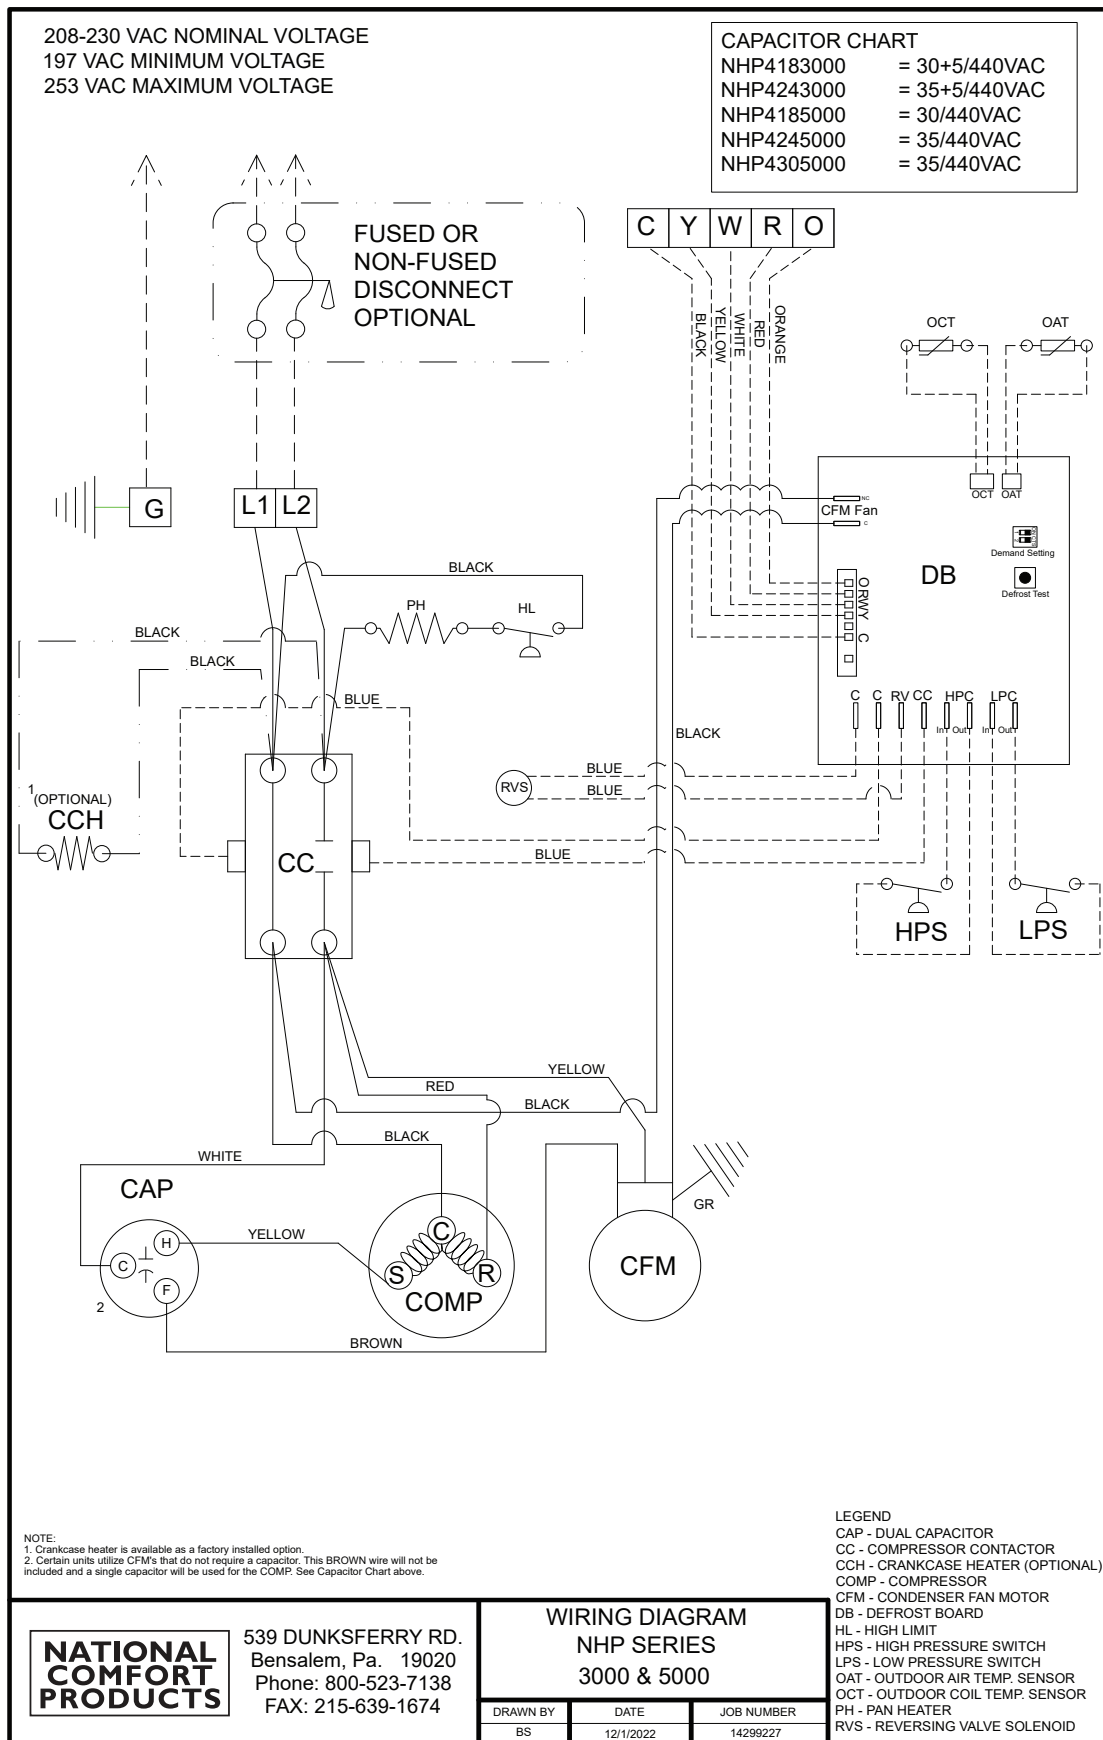 208-230 VAC NOMINAL VOLTAGE
197 VAC MINIMUM VOLTAGE
253 VAC MAXIMUM VOLTAGE
CAPACITOR CHART
NHP4183000 = 30+5/440VAC
NHP4243000 = 35+5/440VAC
NHP4185000 = 30/440VAC
NHP4245000 = 35/440VAC
NHP4305000 = 35/440VAC
FUSED OR
NON-FUSED
DISCONNECT
OPTIONAL
C Y W R O
BLACK
YELLOW
WHITE
RED
ORANGE
OCT
OAT
G
L1 L2
OCT OAT
NC
CFM Fan
C
Demand Setting
DB
Defrost Test
O
R
W
Y
C
BLACK
PH
HL
BLACK
BLACK
BLUE
C C RV CC HPC LPC
In Out In Out
BLACK
RVS
BLUE
BLUE
1
(OPTIONAL)
CCH
CC
BLUE
HPS
LPS
YELLOW
RED
BLACK
BLACK
WHITE
CAP
GR
H
C
F
2
YELLOW
C
S
R
COMP
CFM
BROWN
NOTE:
1. Crankcase heater is available as a factory installed option.
2. Certain units utilize CFM's that do not require a capacitor. This BROWN wire will not be
included and a single capacitor will be used for the COMP. See Capacitor Chart above.
LEGEND
CAP - DUAL CAPACITOR
CC - COMPRESSOR CONTACTOR
CCH - CRANKCASE HEATER (OPTIONAL)
COMP - COMPRESSOR
CFM - CONDENSER FAN MOTOR
DB - DEFROST BOARD
HL - HIGH LIMIT
HPS - HIGH PRESSURE SWITCH
LPS - LOW PRESSURE SWITCH
OAT - OUTDOOR AIR TEMP. SENSOR
OCT - OUTDOOR COIL TEMP. SENSOR
PH - PAN HEATER
RVS - REVERSING VALVE SOLENOID
NATIONAL
COMFORT
PRODUCTS
539 DUNKSFERRY RD.
Bensalem, Pa. 19020
Phone: 800-523-7138
FAX: 215-639-1674
WIRING DIAGRAM
NHP SERIES
3000 & 5000
DRAWN BY DATE JOB NUMBER
BS 12/1/2022 14299227